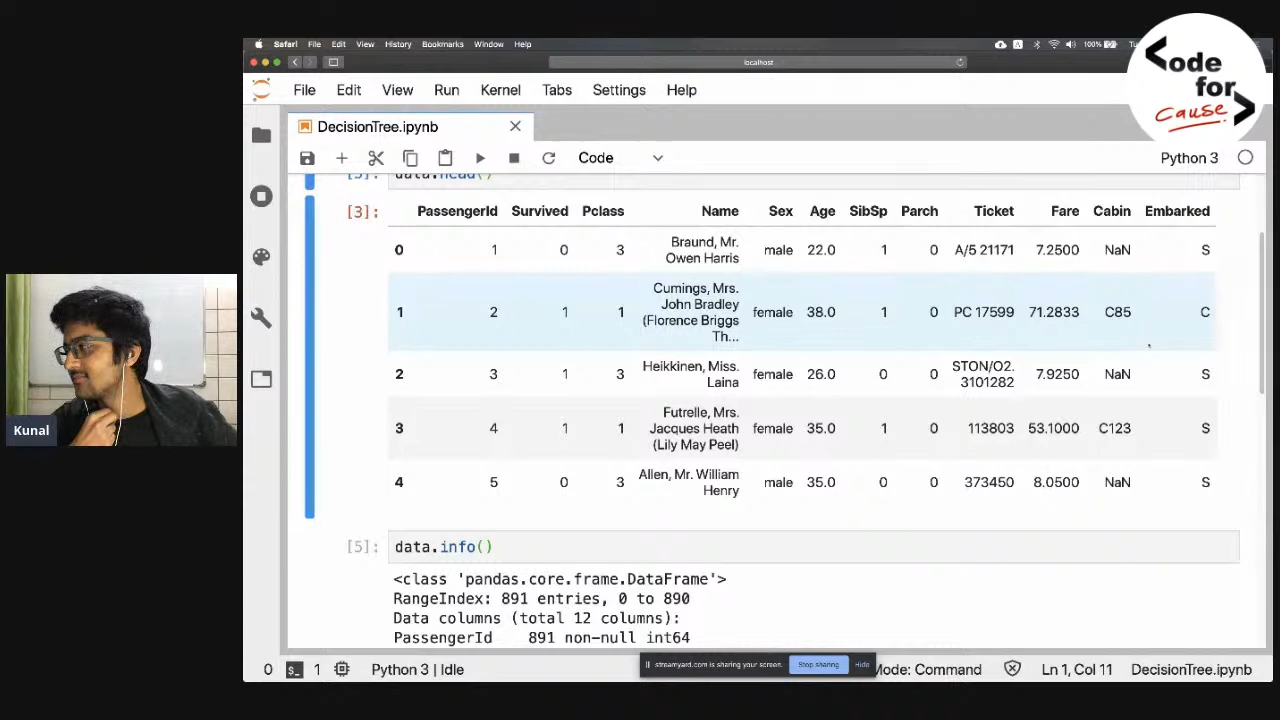 Safari File Edit View History Bookmarks Window Help 100%
localhost
Code
for
Cause
File Edit View Run Kernel Tabs Settings Help
DecisionTree.ipynb
Code
Python 3
data.head()
[3]:
PassengerId Survived Pclass Name Sex Age SibSp Parch Ticket Fare Cabin Embarked
0 1 0 3 Braund, Mr. Owen Harris male 22.0 1 0 A/5 21171 7.2500 NaN S
1 2 1 1 Cumings, Mrs. John Bradley (Florence Briggs Th... female 38.0 1 0 PC 17599 71.2833 C85 C
2 3 1 3 Heikkinen, Miss. Laina female 26.0 0 0 STON/O2. 3101282 7.9250 NaN S
3 4 1 1 Futrelle, Mrs. Jacques Heath (Lily May Peel) female 35.0 1 0 113803 53.1000 C123 S
4 5 0 3 Allen, Mr. William Henry male 35.0 0 0 373450 8.0500 NaN S
Kunal
[5]: data.info()
<class 'pandas.core.frame.DataFrame'>
RangeIndex: 891 entries, 0 to 890
Data columns (total 12 columns):
PassengerId 891 non-null int64
streamyard.com is sharing your screen. Stop sharing Hide
0 1 Python 3 | Idle Mode: Command Ln 1, Col 11 DecisionTree.ipynb